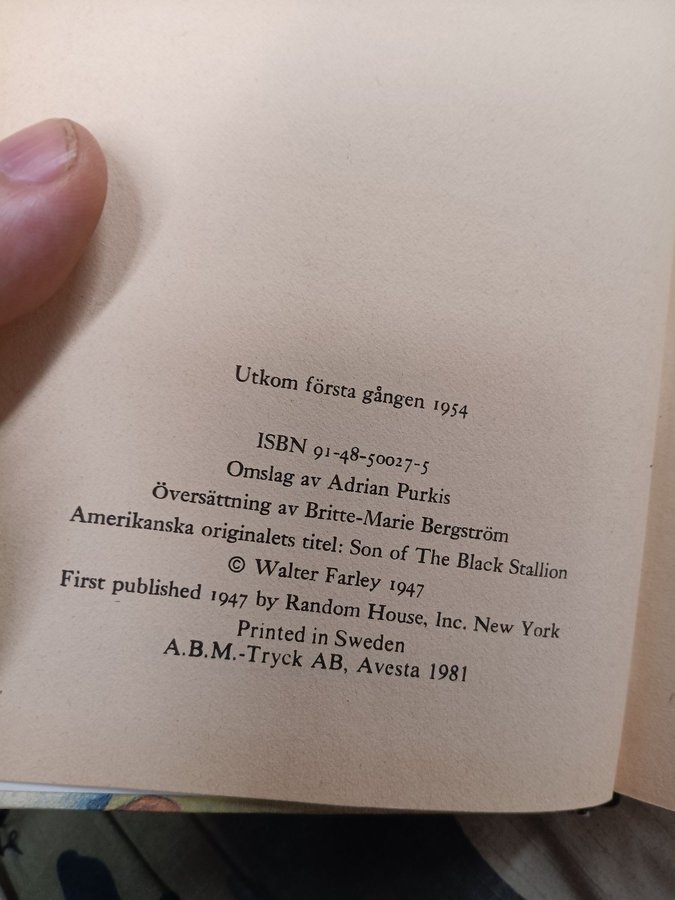 Utkom första gången 1954
ISBN 91-48-50027-5
Omslag av Adrian Purkis
Översättning av Britte-Marie Bergström
Amerikanska originalets titel: Son of The Black Stallion
© Walter Farley 1947
First published 1947 by Random House, Inc. New York
Printed in Sweden
A.B.M.-Tryck AB, Avesta 1981